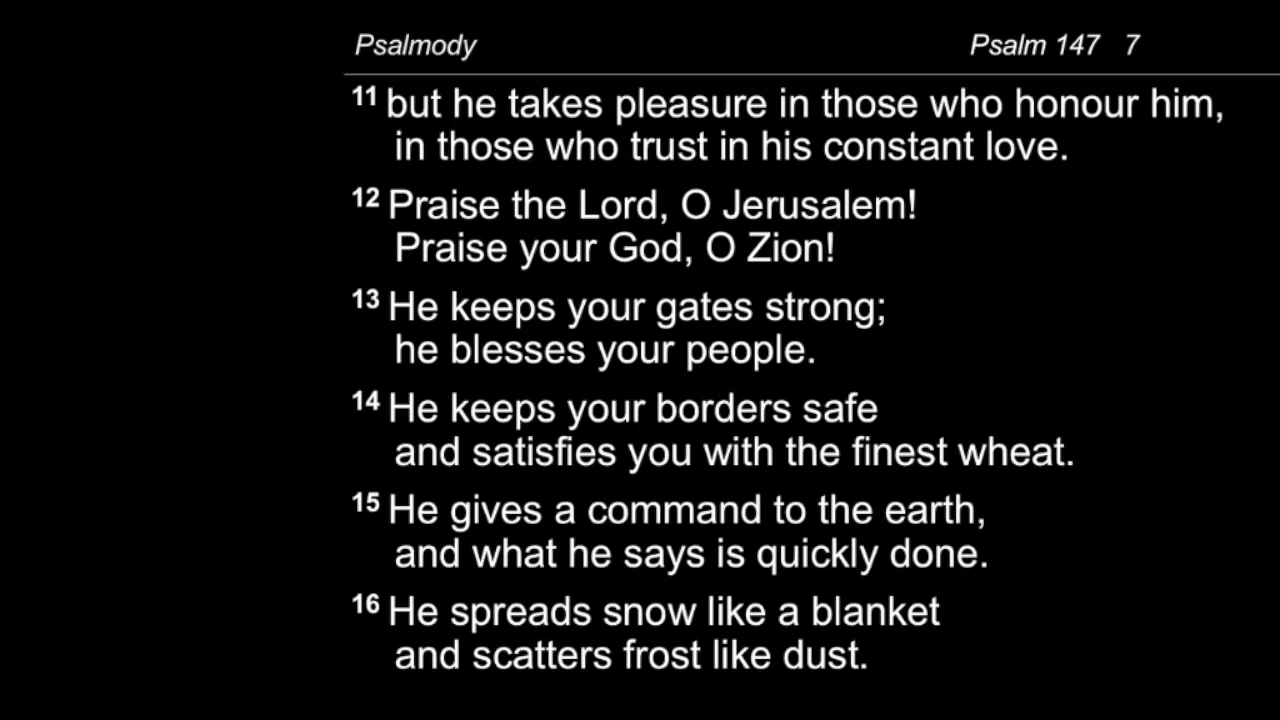 Psalmody Psalm 147 7
11 but he takes pleasure in those who honour him,
in those who trust in his constant love.
12 Praise the Lord, O Jerusalem!
Praise your God, O Zion!
13 He keeps your gates strong;
he blesses your people.
14 He keeps your borders safe
and satisfies you with the finest wheat.
15 He gives a command to the earth,
and what he says is quickly done.
16 He spreads snow like a blanket
and scatters frost like dust.